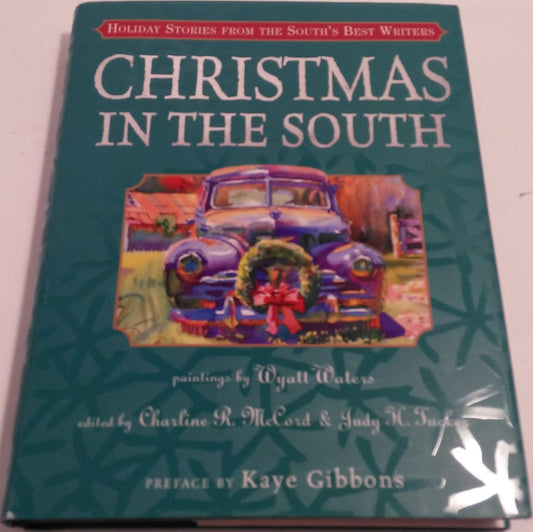 Holiday Stories from the South's Best Writers
CHRISTMAS
IN THE SOUTH
paintings by Wyatt Waters
edited by Charline R. McCord & Judy H. Tucker
PREFACE BY Kaye Gibbons